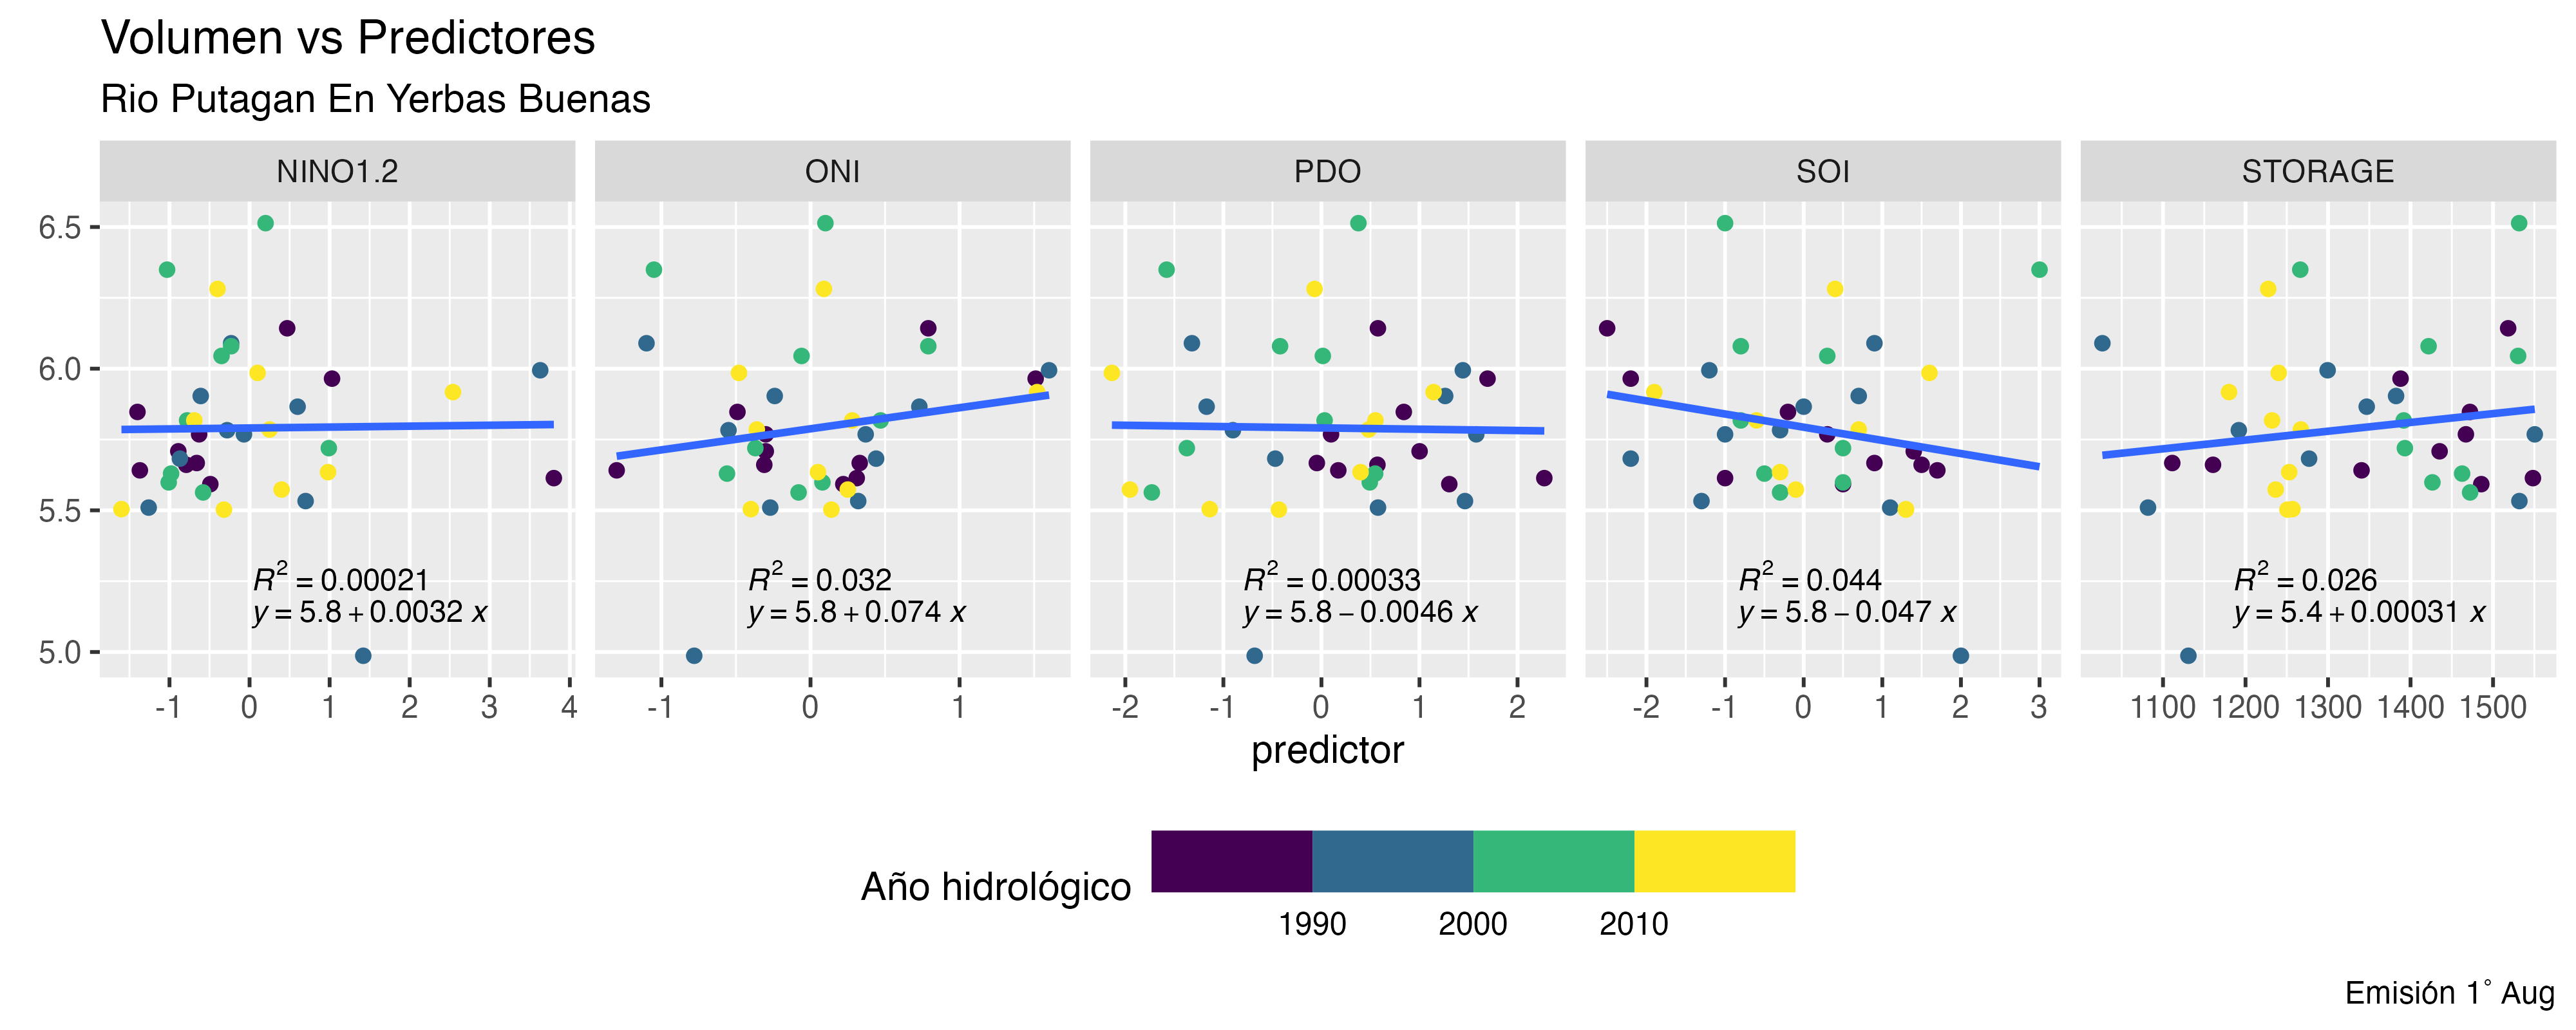 Volumen vs Predictores
Rio Putagan En Yerbas Buenas
NINO1.2 ONI PDO SOI STORAGE
6.5
6.0
5.5
5.0
R² = 0.00021
y = 5.8 + 0.0032 x
R² = 0.032
y = 5.8 + 0.074 x
R² = 0.00033
y = 5.8 − 0.0046 x
R² = 0.044
y = 5.8 − 0.047 x
R² = 0.026
y = 5.4 + 0.00031 x
-1 0 1 2 3 4 -1 0 1 -2 -1 0 1 2 -2 -1 0 1 2 3 1100 1200 1300 1400 1500
predictor
Año hidrológico
1990 2000 2010
Emisión 1° Aug